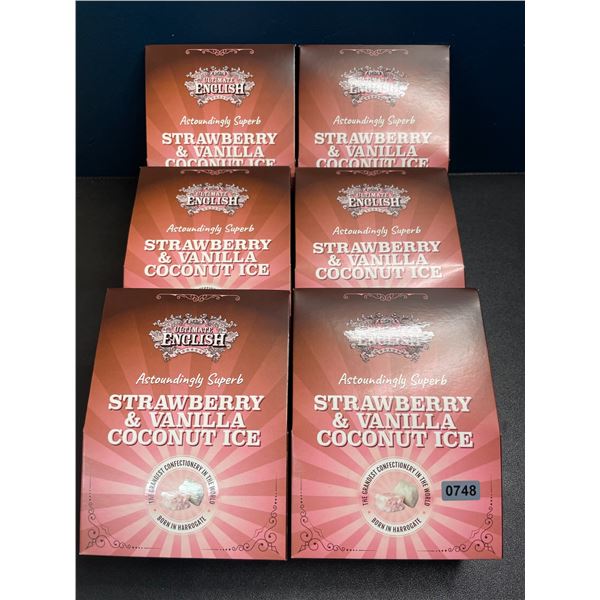 ULTIMATE
ENGLISH
Astoundingly Superb
STRAWBERRY
& VANILLA
COCONUT ICE
ENGLISH
Astoundingly Superb
STRAWBERRY
& VANILLA
COCONUT ICE
ULTIMATE
ENGLISH
Astoundingly Superb
STRAWBERRY
& VANILLA
COCONUT ICE
ULTIMATE
ENGLISH
Astoundingly Superb
STRAWBERRY
& VANILLA
COCONUT ICE
ULTIMATE
ENGLISH
Astoundingly Superb
STRAWBERRY
& VANILLA
COCONUT ICE
THE GRANDEST CONFECTIONERY IN THE WORLD
BORN IN HARROGATE
Astoundingly Superb
STRAWBERRY
& VANILLA
COCONUT ICE
THE GRANDEST CONFECTIONERY IN THE WORLD
BORN IN HARROGATE
0748